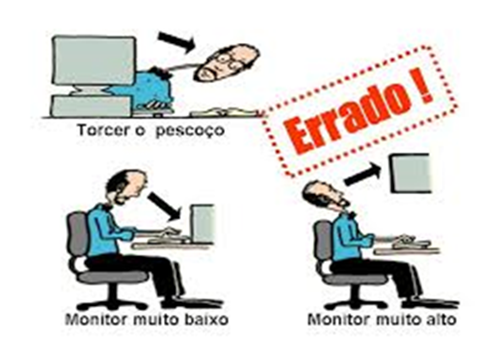 Errado !
Torcer o pescoço
Monitor muito baixo
Monitor muito alto